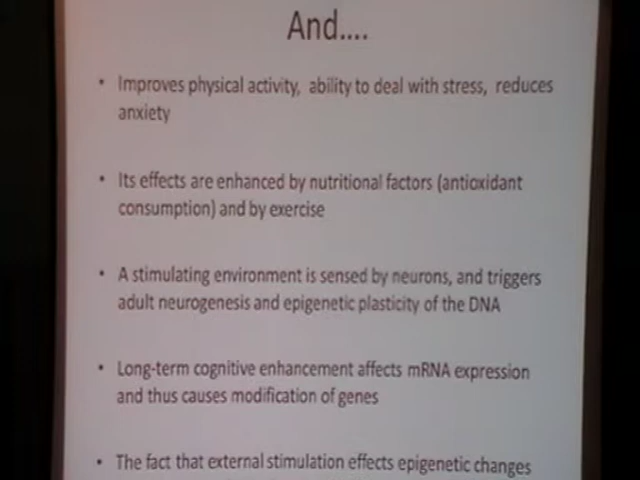 And....
• Improves physical activity, ability to deal with stress, reduces
anxiety
• Its effects are enhanced by nutritional factors (antioxidant
consumption) and by exercise
• A stimulating environment is sensed by neurons, and triggers
adult neurogenesis and epigenetic plasticity of the DNA
• Long-term cognitive enhancement affects mRNA expression
and thus causes modification of genes
• The fact that external stimulation effects epigenetic changes